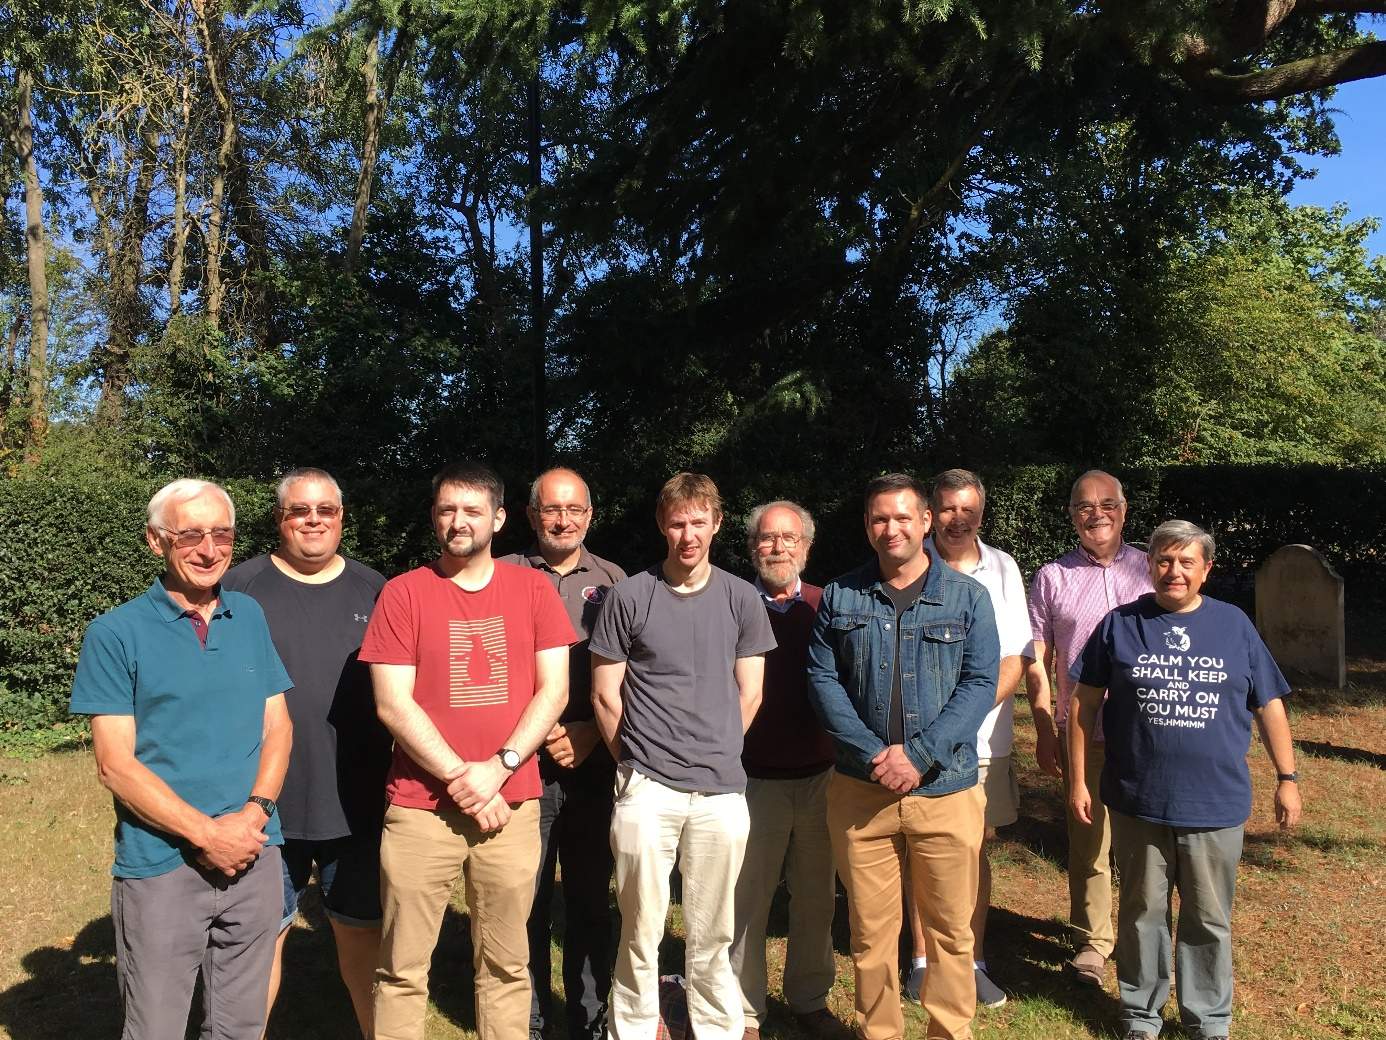 CALM YOU
SHALL KEEP
AND
CARRY ON
YOU MUST
YES,HMMMM